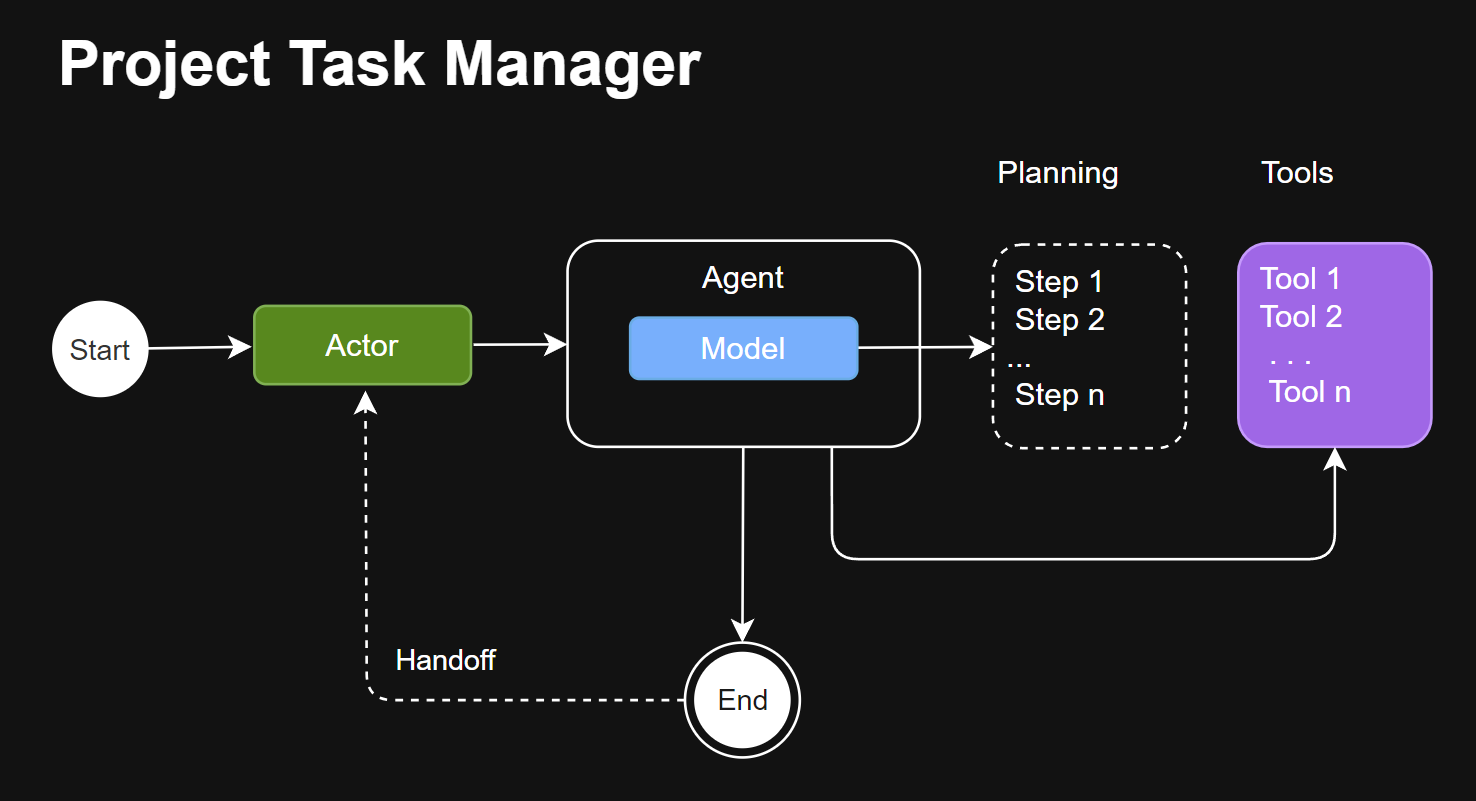 Project Task Manager
Planning
Tools
Start
Actor
Agent
Model
Step 1
Step 2
...
Step n
Tool 1
Tool 2
. . .
Tool n
Handoff
End